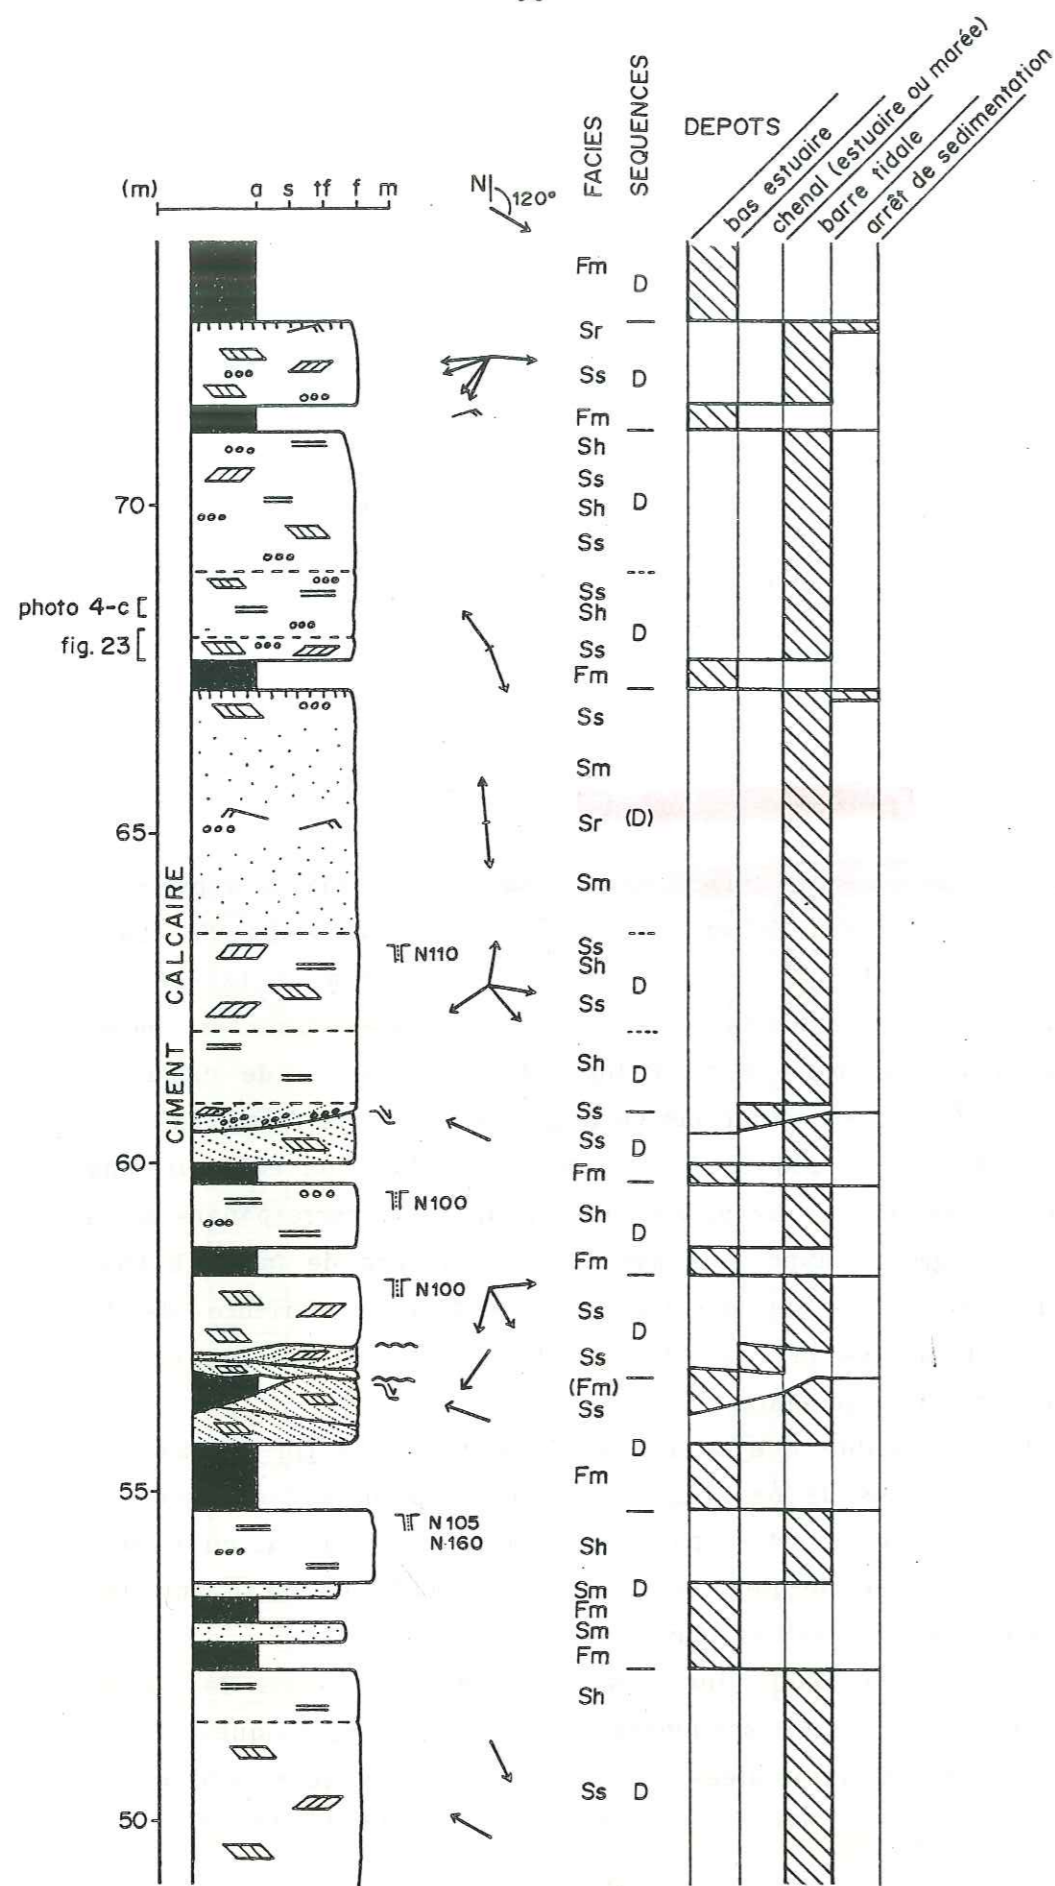 FACIES
SEQUENCES
DEPOTS
bas estuaire
chenal (estuaire ou marée)
barre tidale
arrêt de sedimentation
(m) a s tf f m
N 120°
Fm
D
Sr
Ss D
Fm
Sh
Ss
70
Sh D
Ss
Ss
photo 4-c [
Sh
D
fig. 23 [
Ss
Fm
Ss
Sm
65
Sr (D)
Sm
CIMENT CALCAIRE
N110
Ss
Sh
D
Ss
Sh
D
Ss
Ss D
60
Fm
N100
Sh
D
Fm
N100
Ss
D
Ss
(Fm)
Ss
D
Fm
55
N105
N160
Sh
Sm D
Fm
Sm
Fm
Sh
Ss D
50